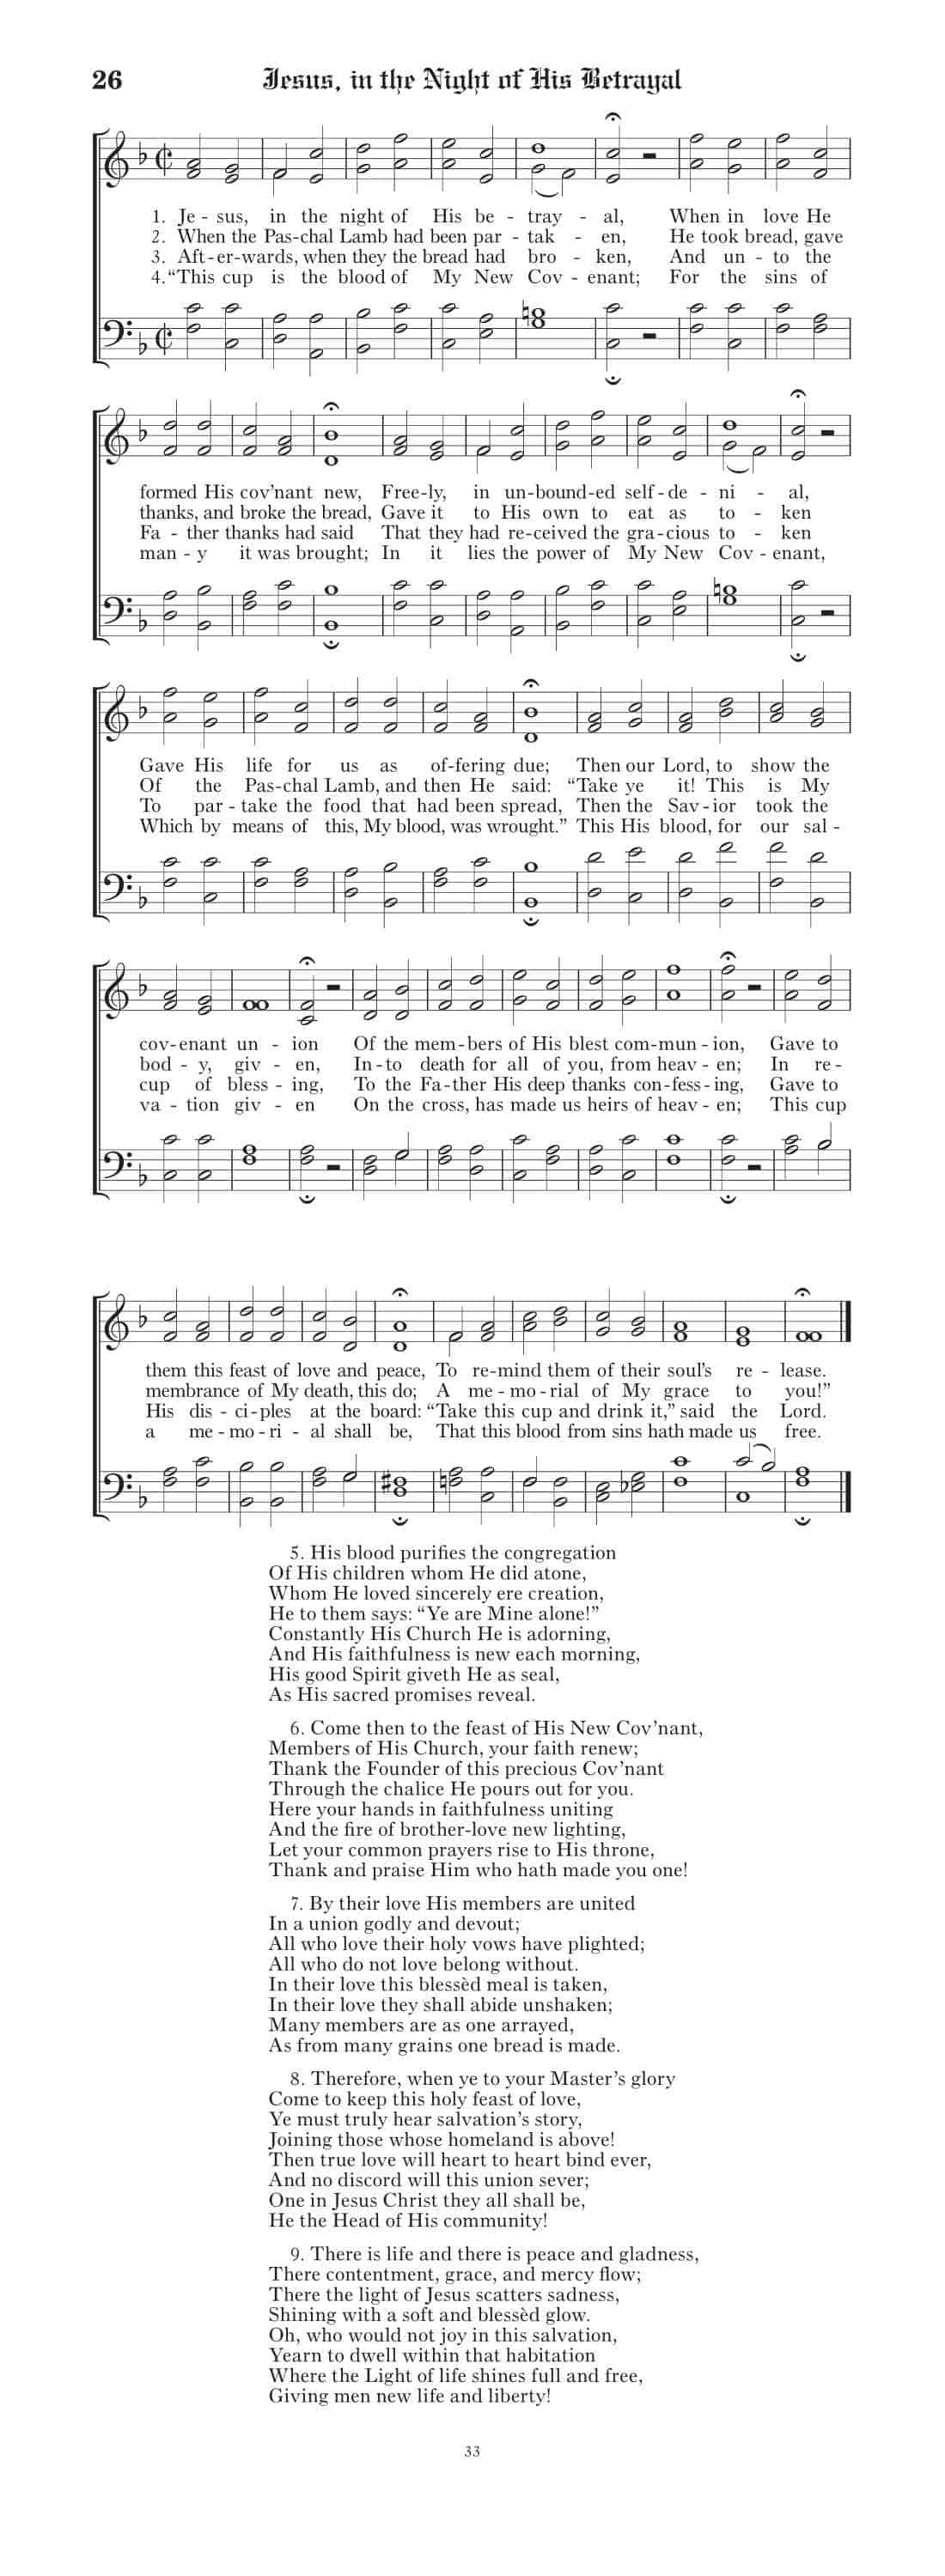 26 Jesus, in the Night of His Betrayal
1. Je - sus, in the night of His be - tray - al, When in love He
2. When the Pas-chal Lamb had been par - tak - en, He took bread, gave
3. Aft-er-wards, when they the bread had bro - ken, And un - to the
4. “This cup is the blood of My New Cov - enant; For the sins of
formed His cov’nant new, Free-ly, in un-bound-ed self-de - ni - al,
thanks, and broke the bread, Gave it to His own to eat as to - ken
Fa - ther thanks had said That they had re-ceived the gra-cious to - ken
man - y it was brought; In it lies the power of My New Cov - enant,
Gave His life for us as of-fering due; Then our Lord, to show the
Of the Pas-chal Lamb, and then He said: “Take ye it! This is My
To par - take the food that had been spread, Then the Sav-ior took the
Which by means of this, My blood, was wrought.” This His blood, for our sal -
cov-enant un - ion Of the mem-bers of His blest com-mun - ion, Gave to
bod - y, giv - en, In-to death for all of you, from heav - en; In re -
cup of bless - ing, To the Fa-ther His deep thanks con-fess - ing, Gave to
va - tion giv - en On the cross, has made us heirs of heav - en; This cup
them this feast of love and peace, To re-mind them of their soul’s re - lease.
membrance of My death, this do; A me-mo-rial of My grace to you!”
His dis - ci-ples at the board: “Take this cup and drink it,” said the Lord.
a me-mo-ri - al shall be, That this blood from sins hath made us free.
5. His blood purifies the congregation
Of His children whom He did atone,
Whom He loved sincerely ere creation,
He to them says: “Ye are Mine alone!”
Constantly His Church He is adorning,
And His faithfulness is new each morning,
His good Spirit giveth He as seal,
As His sacred promises reveal.
6. Come then to the feast of His New Cov’nant,
Members of His Church, your faith renew;
Thank the Founder of this precious Cov’nant
Through the chalice He pours out for you.
Here your hands in faithfulness uniting
And the fire of brother-love new lighting,
Let your common prayers rise to His throne,
Thank and praise Him who hath made you one!
7. By their love His members are united
In a union godly and devout;
All who love their holy vows have plighted;
All who do not love belong without.
In their love this blessèd meal is taken,
In their love they shall abide unshaken;
Many members are as one arrayed,
As from many grains one bread is made.
8. Therefore, when ye to your Master’s glory
Come to keep this holy feast of love,
Ye must truly hear salvation’s story,
Joining those whose homeland is above!
Then true love will heart to heart bind ever,
And no discord will this union sever;
One in Jesus Christ they all shall be,
He the Head of His community!
9. There is life and there is peace and gladness,
There contentment, grace, and mercy flow;
There the light of Jesus scatters sadness,
Shining with a soft and blessèd glow.
Oh, who would not joy in this salvation,
Yearn to dwell within that habitation
Where the Light of life shines full and free,
Giving men new life and liberty!
33